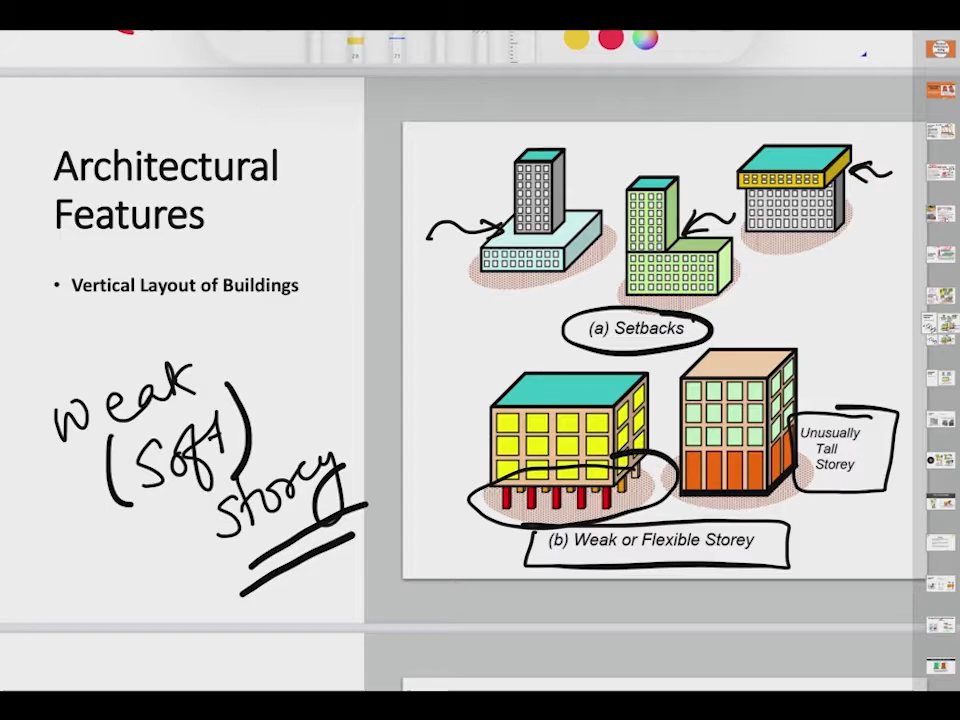 Architectural
Features
• Vertical Layout of Buildings
weak
(soft)
storey
(a) Setbacks
Unusually
Tall
Storey
(b) Weak or Flexible Storey